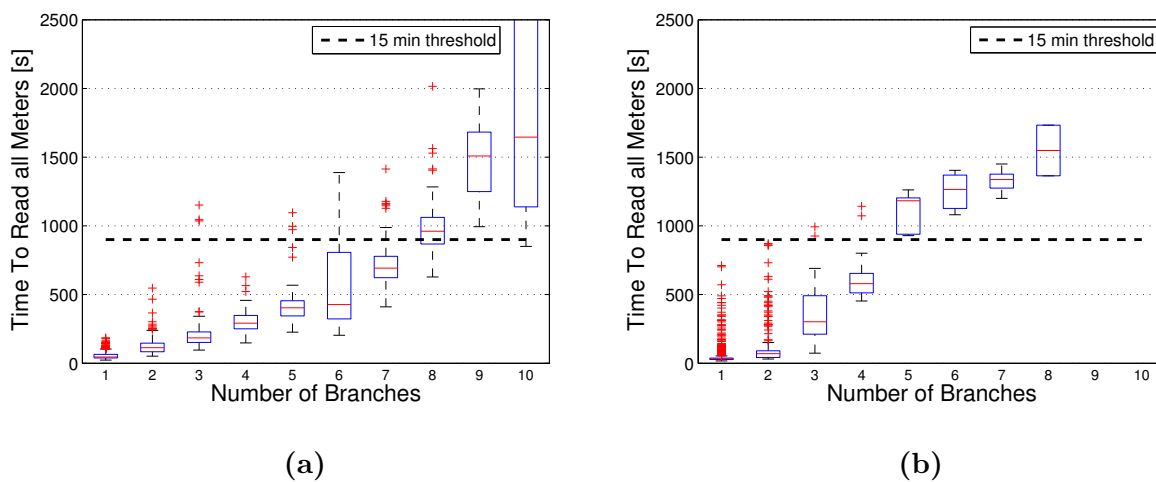 2500
2000
1500
1000
500
0
Time To Read all Meters [s]
15 min threshold
1 2 3 4 5 6 7 8 9 10
Number of Branches
(a)
2500
2000
1500
1000
500
0
Time To Read all Meters [s]
15 min threshold
1 2 3 4 5 6 7 8 9 10
Number of Branches
(b)